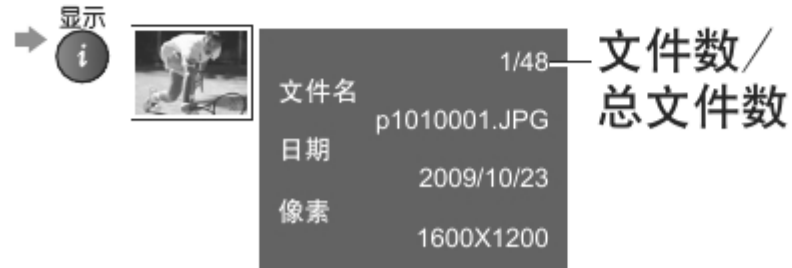 显示
i
1/48
文件数/
总文件数
文件名
p1010001.JPG
日期
2009/10/23
像素
1600X1200